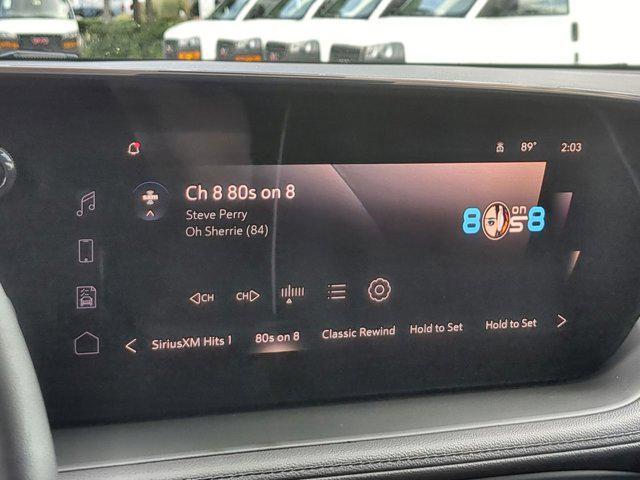 89° 2:03
Ch 8 80s on 8
Steve Perry
Oh Sherrie (84)
8 on 8
CH CH
SiriusXM Hits 1 80s on 8 Classic Rewind Hold to Set Hold to Set